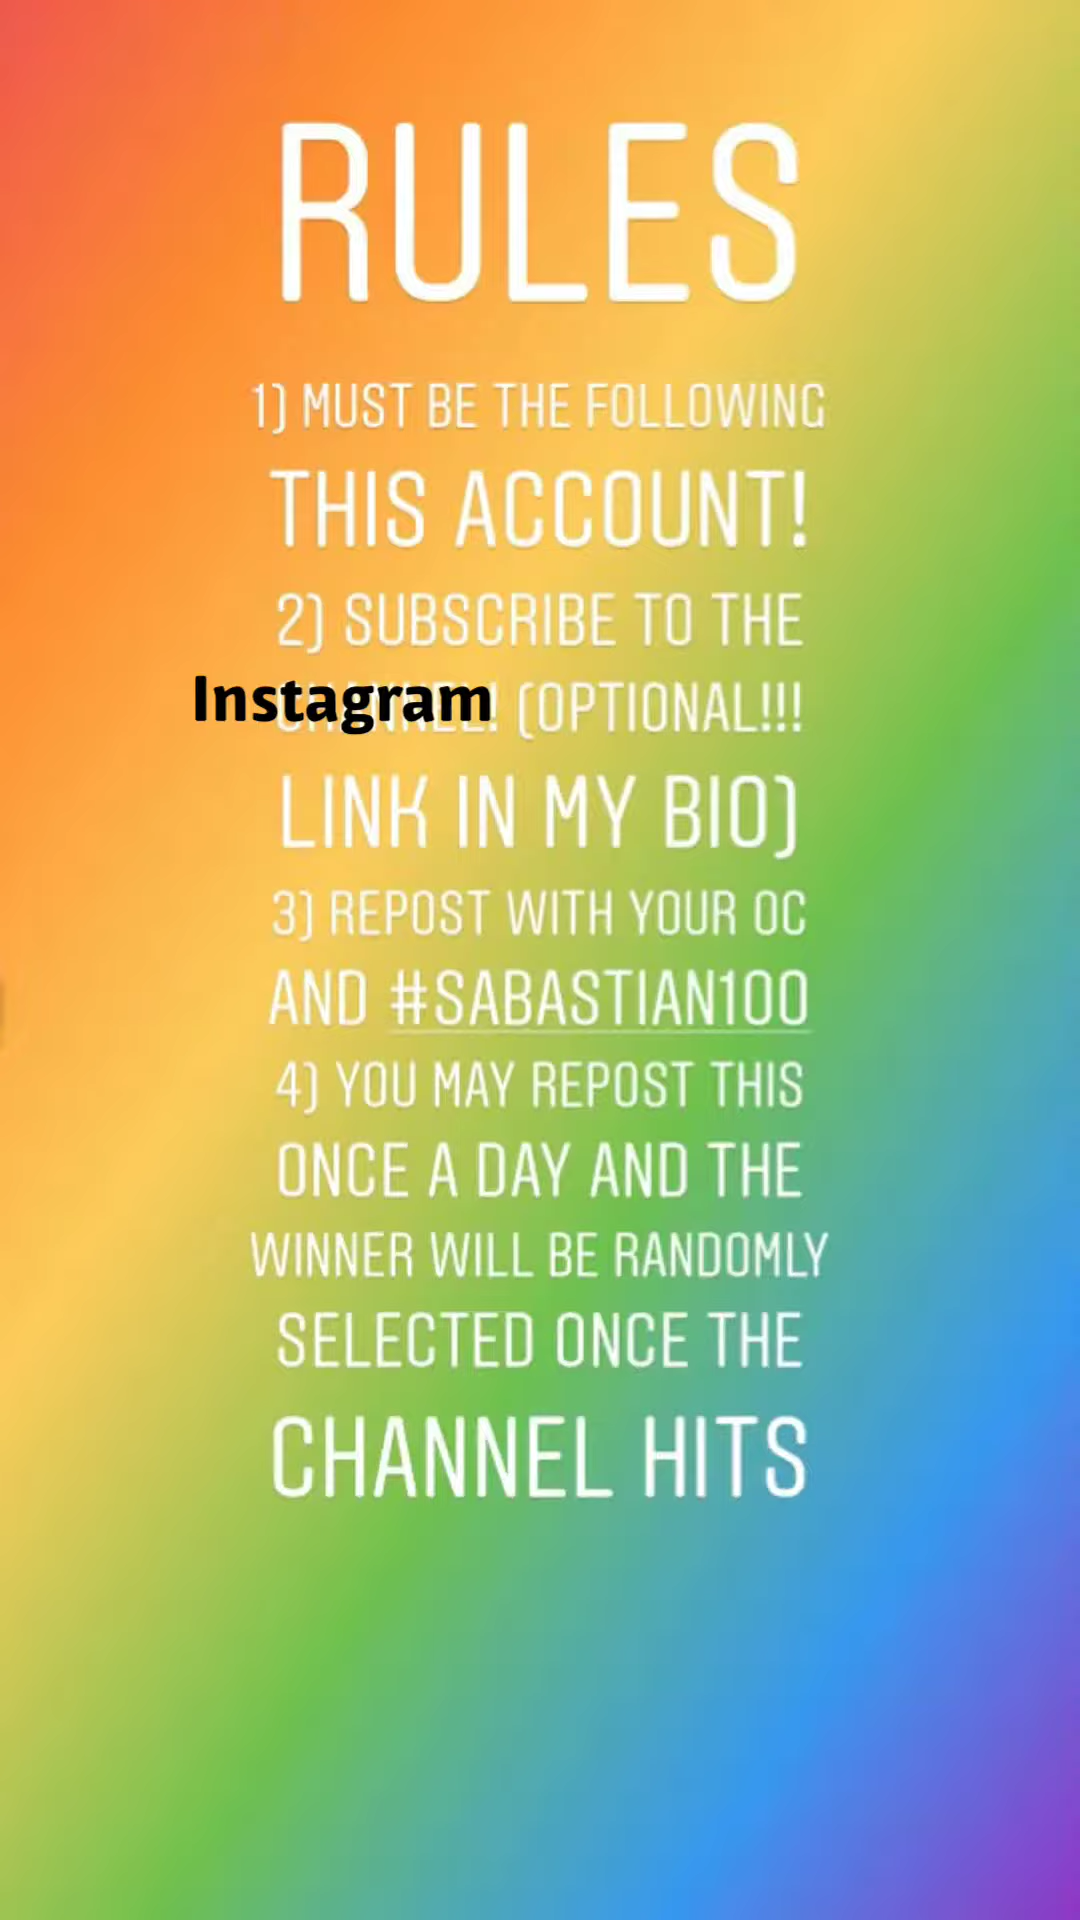 RULES
1) MUST BE THE FOLLOWING
THIS ACCOUNT!
2) SUBSCRIBE TO THE
Instagram
CHANNEL! (OPTIONAL!!!
LINK IN MY BIO)
3) REPOST WITH YOUR OC
AND #SABASTIAN100
4) YOU MAY REPOST THIS
ONCE A DAY AND THE
WINNER WILL BE RANDOMLY
SELECTED ONCE THE
CHANNEL HITS